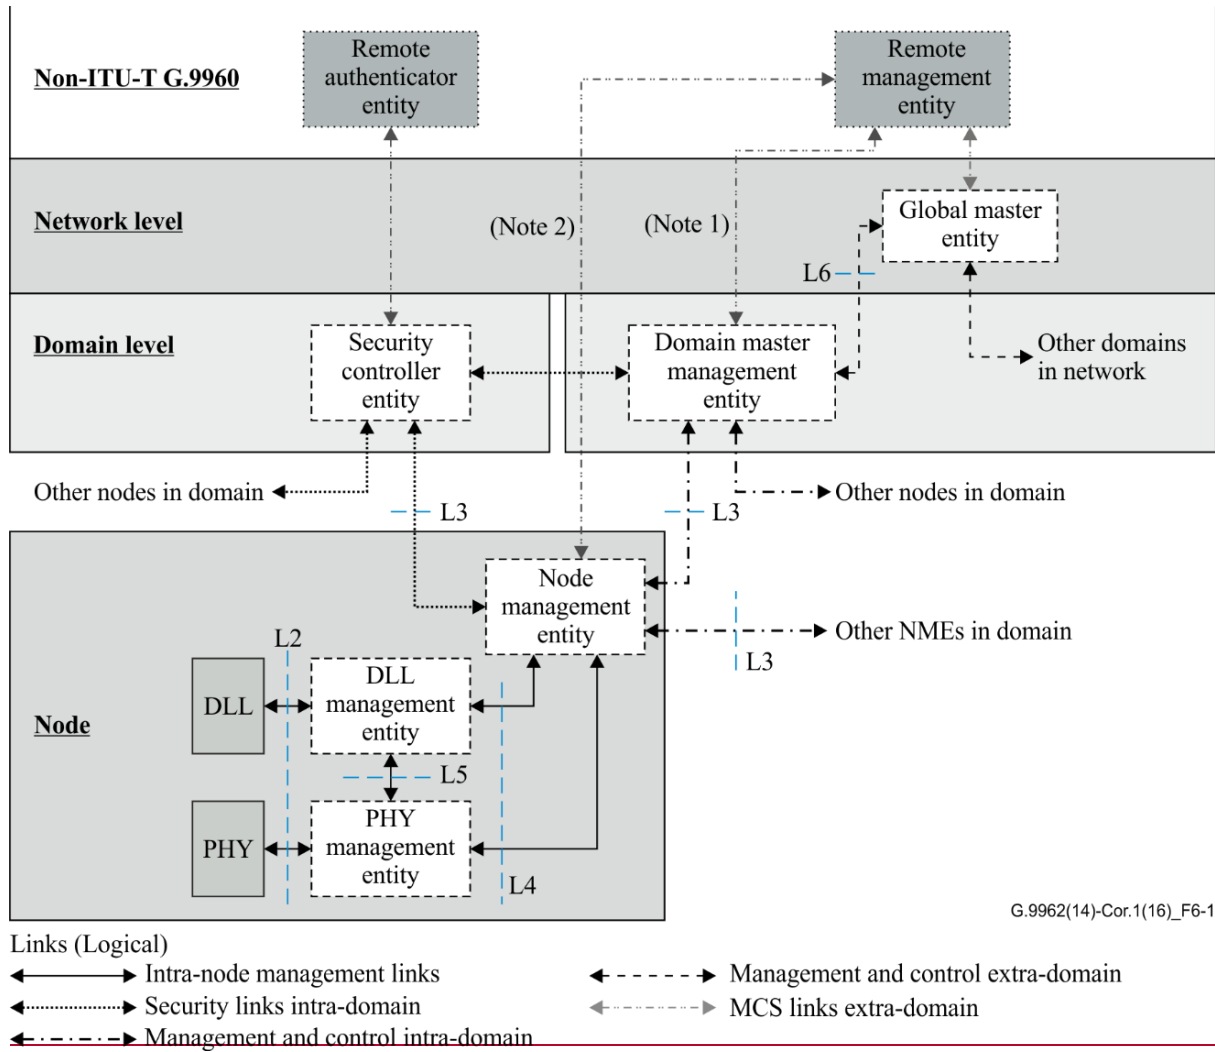 Remote
authenticator
entity
Remote
management
entity
Non-ITU-T G.9960
Network level
(Note 2)
(Note 1)
Global master
entity
L6
Domain level
Security
controller
entity
Domain master
management
entity
Other domains
in network
Other nodes in domain
Other nodes in domain
L3
L3
Node
management
entity
Other NMEs in domain
L3
L2
DLL
DLL
management
entity
Node
L5
PHY
PHY
management
entity
L4
G.9962(14)-Cor.1(16)_F6-1
Links (Logical)
Intra-node management links
Management and control extra-domain
Security links intra-domain
MCS links extra-domain
Management and control intra-domain